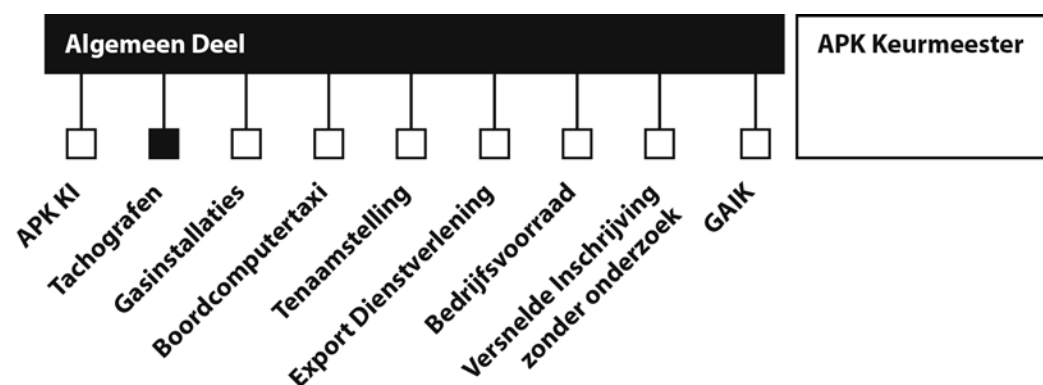 Algemeen Deel
APK Keurmeester
APK KI
Tachografen
Gasinstallaties
Boordcomputertaxi
Tenaamstelling
Export Dienstverlening
Bedrijfsvoorraad
Versnelde Inschrijving
zonder onderzoek
GAIK